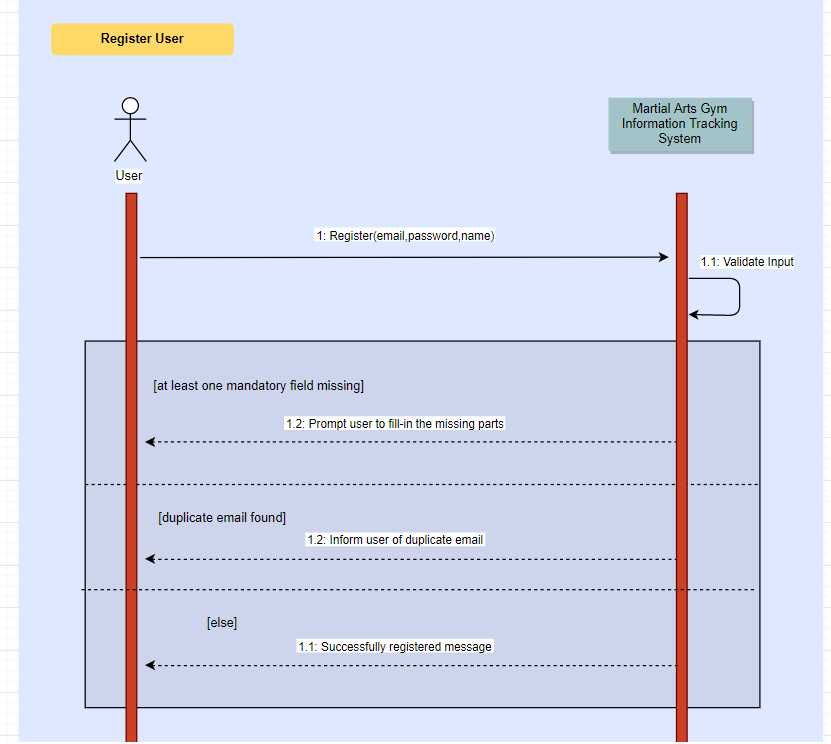 Register User
Martial Arts Gym
Information Tracking
System
User
1: Register(email,password,name)
1.1: Validate Input
[at least one mandatory field missing]
1.2: Prompt user to fill-in the missing parts
[duplicate email found]
1.2: Inform user of duplicate email
[else]
1.1: Successfully registered message